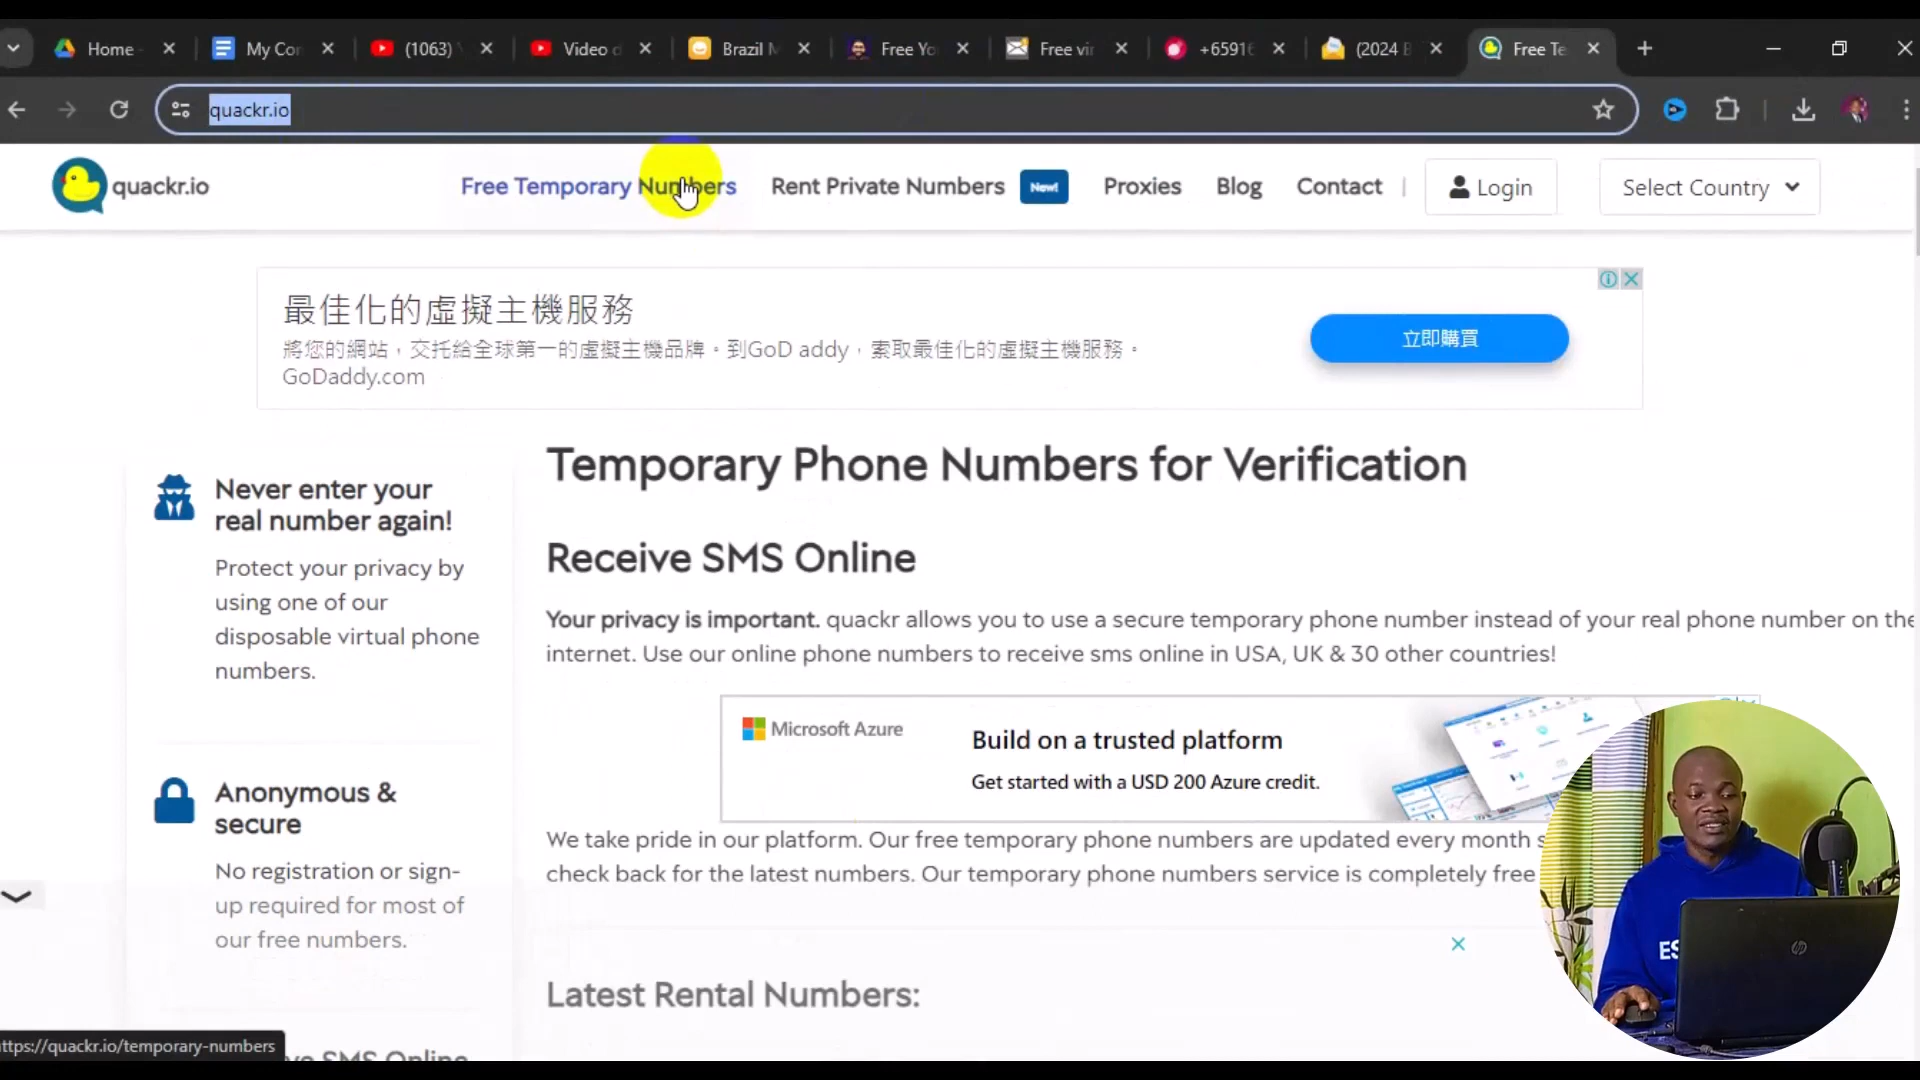 Home
My Co
(1063)
Video
Brazil
Free Yo
Free vir
+6591
(2024
Free Te
quackr.io
quackr.io
Free Temporary Numbers
Rent Private Numbers
New!
Proxies
Blog
Contact
Login
Select Country
最佳化的虛擬主機服務
將您的網站，交托給全球第一的虛擬主機品牌。到GoD addy，索取最佳化的虛擬主機服務。
GoDaddy.com
立即購買
Never enter your
real number again!
Protect your privacy by
using one of our
disposable virtual phone
numbers.
Anonymous &
secure
No registration or sign-
up required for most of
our free numbers.
Temporary Phone Numbers for Verification
Receive SMS Online
Your privacy is important. quackr allows you to use a secure temporary phone number instead of your real phone number on the
internet. Use our online phone numbers to receive sms online in USA, UK & 30 other countries!
Microsoft Azure
Build on a trusted platform
Get started with a USD 200 Azure credit.
We take pride in our platform. Our free temporary phone numbers are updated every month
check back for the latest numbers. Our temporary phone numbers service is completely free
Latest Rental Numbers:
ttps://quackr.io/temporary-numbers
SMS Online
ES
hp